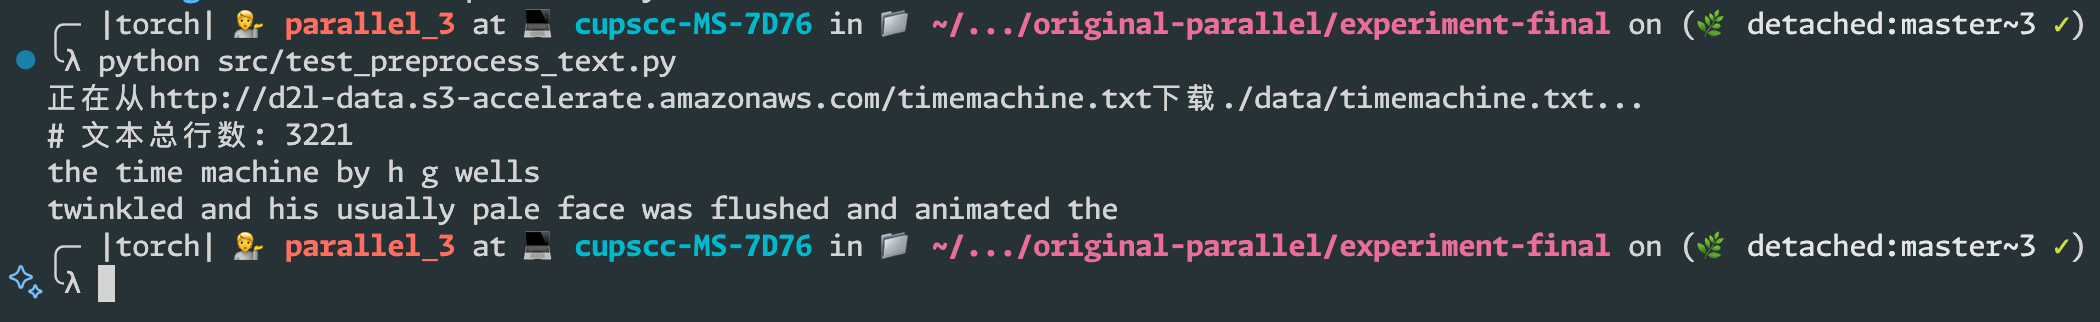 |torch| parallel_3 at cupscc-MS-7D76 in ~/.../original-parallel/experiment-final on ( detached:master~3 ✓)
λ python src/test_preprocess_text.py
正在从http://d2l-data.s3-accelerate.amazonaws.com/timemachine.txt下载./data/timemachine.txt...
# 文本总行数: 3221
the time machine by h g wells
twinkled and his usually pale face was flushed and animated the
|torch| parallel_3 at cupscc-MS-7D76 in ~/.../original-parallel/experiment-final on ( detached:master~3 ✓)
λ